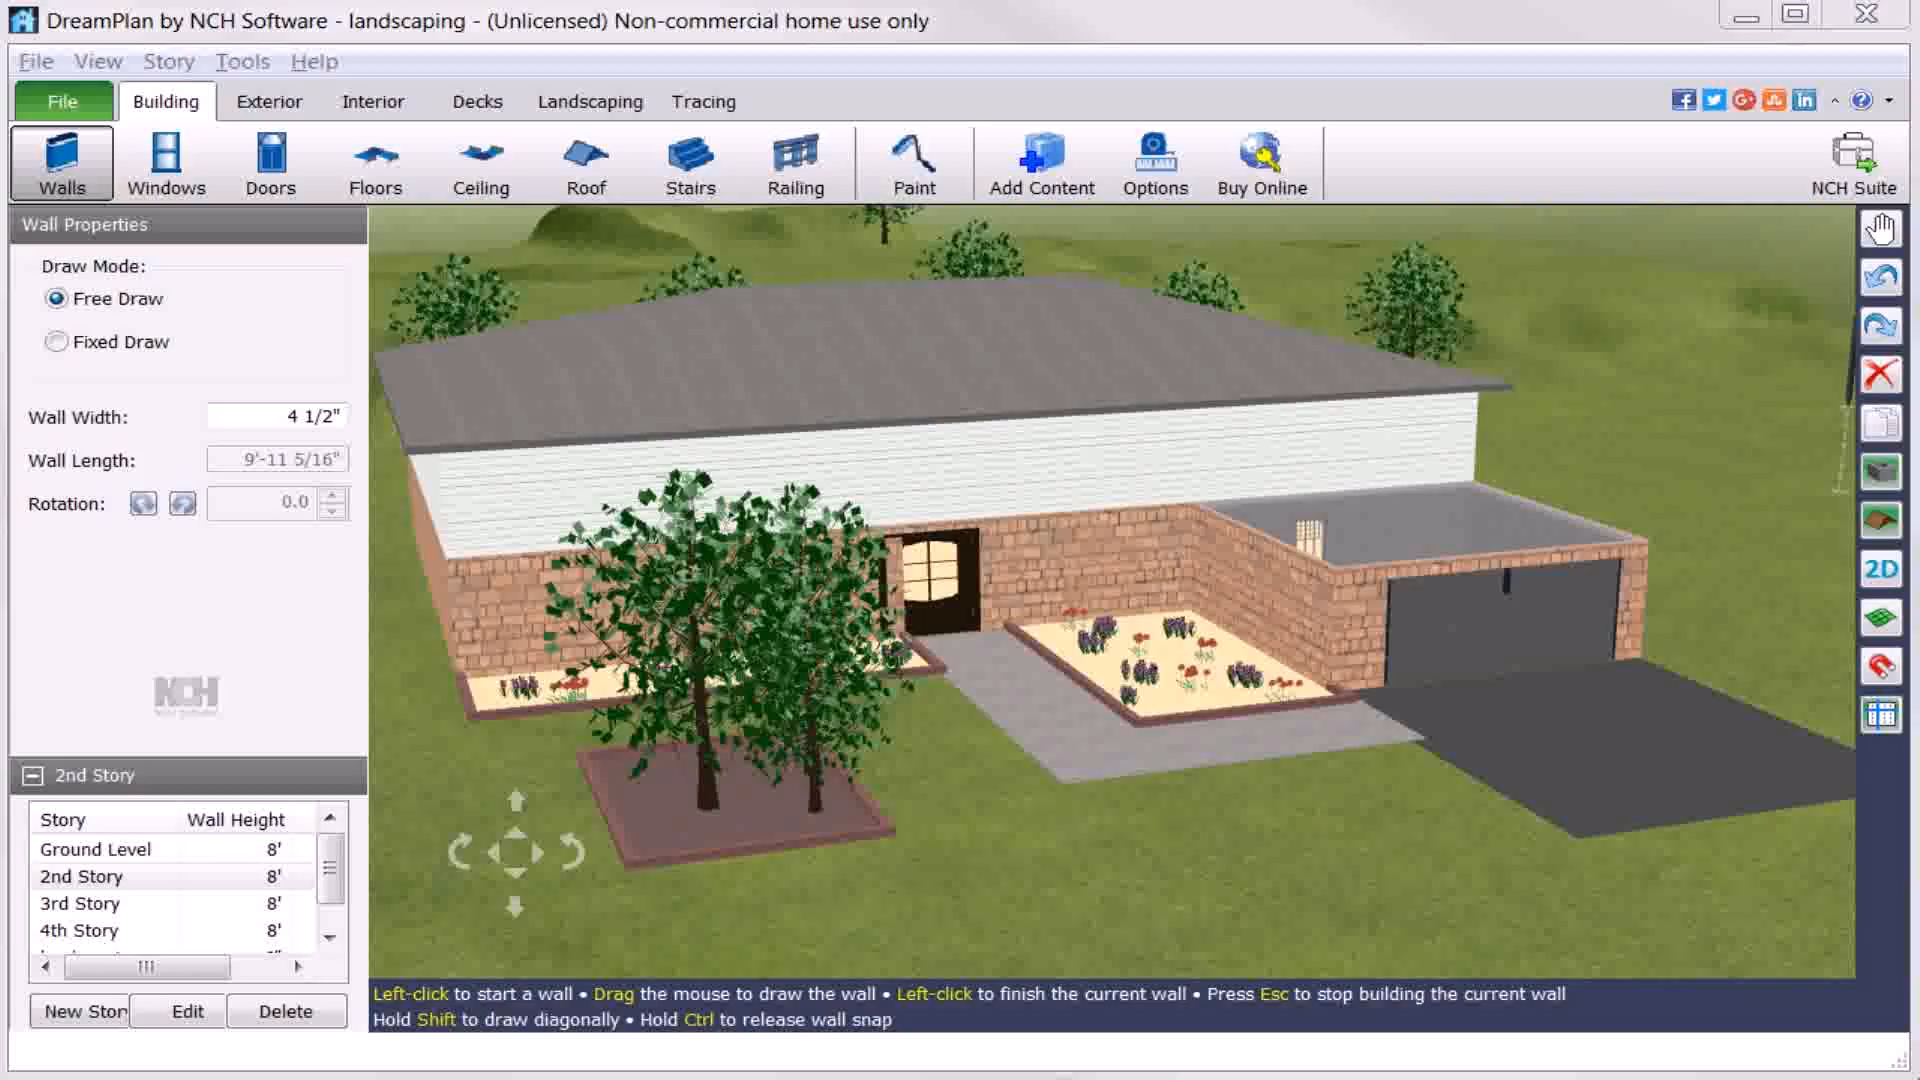 DreamPlan by NCH Software - landscaping - (Unlicensed) Non-commercial home use only
File View Story Tools Help
File Building Exterior Interior Decks Landscaping Tracing
Walls Windows Doors Floors Ceiling Roof Stairs Railing Paint Add Content Options Buy Online NCH Suite
Wall Properties
Draw Mode:
Free Draw
Fixed Draw
Wall Width: 4 1/2"
Wall Length: 9'-11 5/16"
Rotation: 0.0
2D
NCH
2nd Story
Story Wall Height
Ground Level 8'
2nd Story 8'
3rd Story 8'
4th Story 8'
New Stor Edit Delete
Left-click to start a wall • Drag the mouse to draw the wall • Left-click to finish the current wall • Press Esc to stop building the current wall
Hold Shift to draw diagonally • Hold Ctrl to release wall snap